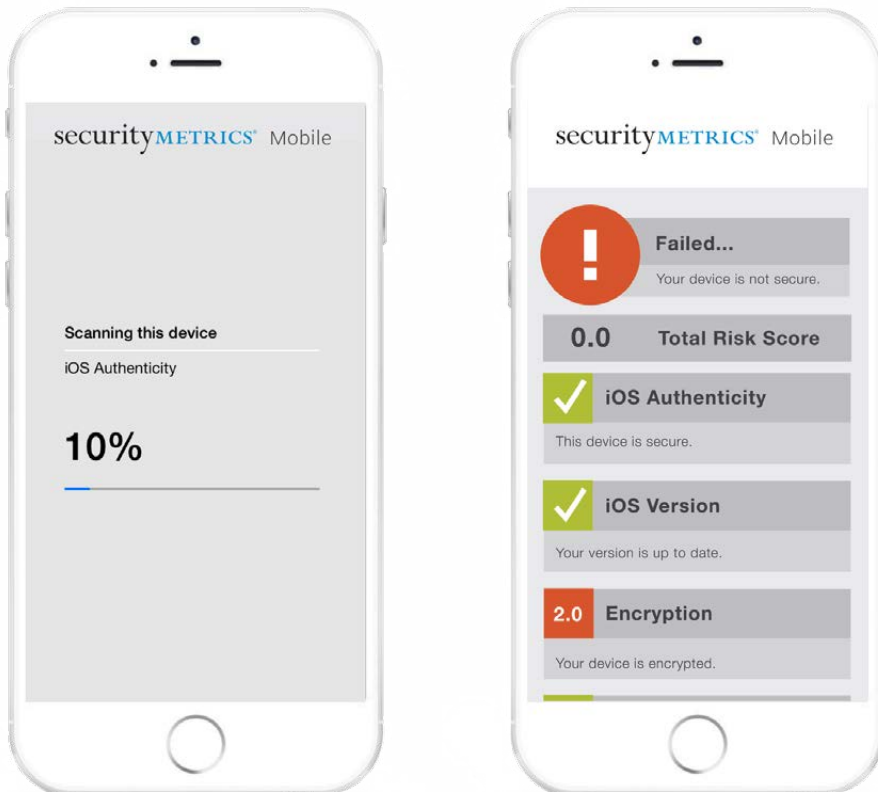 securityMETRICS® Mobile
Scanning this device
iOS Authenticity
10%
securityMETRICS® Mobile
!
Failed...
Your device is not secure.
0.0 Total Risk Score
iOS Authenticity
This device is secure.
iOS Version
Your version is up to date.
2.0 Encryption
Your device is encrypted.